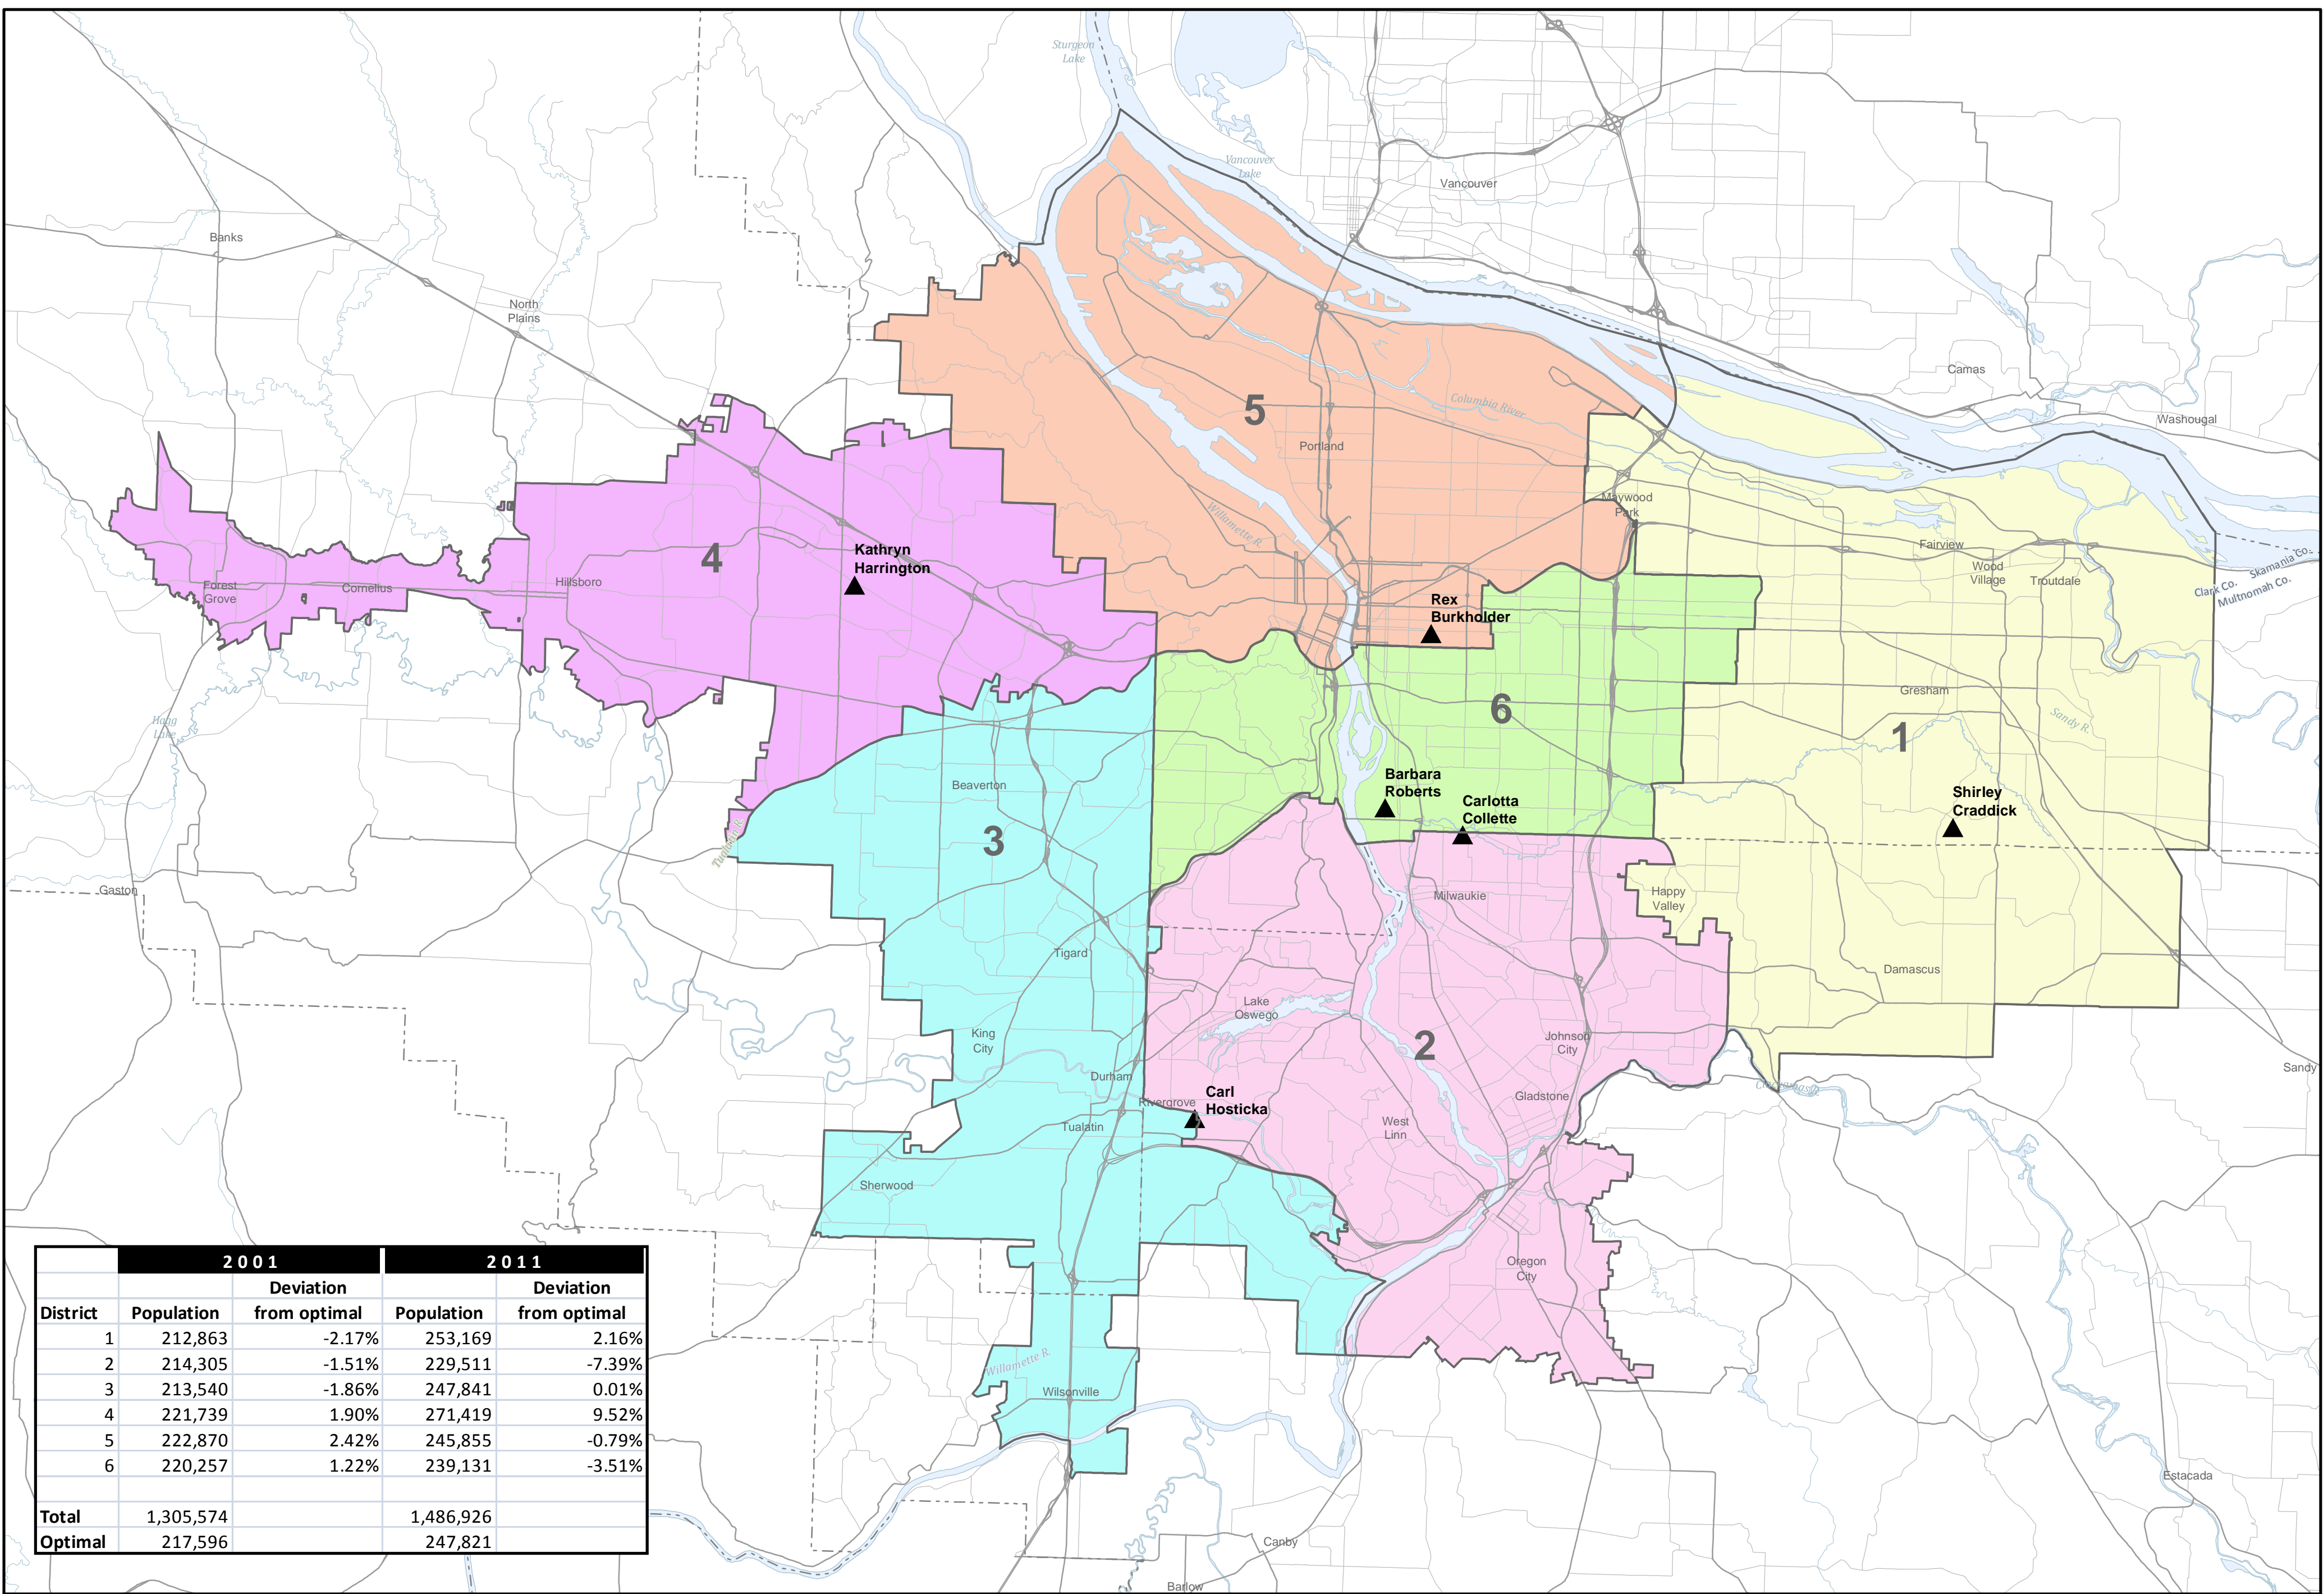 Sturgeon
Lake
Vancouver
Lake
Vancouver
Banks
North
Plains
Camas
Washougal
5
Columbia River
Portland
Maywood
Park
Willamette R.
4
Kathryn
Harrington
Forest
Grove
Cornelius
Hillsboro
Fairview
Wood
Village
Troutdale
Clark Co.
Skamania Co.
Multnomah Co.
Rex
Burkholder
Gresham
Sandy R.
Hagg
Lake
6
1
Beaverton
Barbara
Roberts
Carlotta
Collette
Shirley
Craddick
3
Tualatin R.
Gaston
Milwaukie
Happy
Valley
Tigard
Damascus
Lake
Oswego
King
City
2
Johnson
City
Durham
Sandy
Rivergrove
Carl
Hosticka
Gladstone
Clackamas R.
Tualatin
West
Linn
Sherwood
Oregon
City
Willamette R.
Wilsonville
Estacada
Canby
Barlow
2001 2011
Deviation Deviation
District Population from optimal Population from optimal
1 212,863 -2.17% 253,169 2.16%
2 214,305 -1.51% 229,511 -7.39%
3 213,540 -1.86% 247,841 0.01%
4 221,739 1.90% 271,419 9.52%
5 222,870 2.42% 245,855 -0.79%
6 220,257 1.22% 239,131 -3.51%
Total 1,305,574 1,486,926
Optimal 217,596 247,821